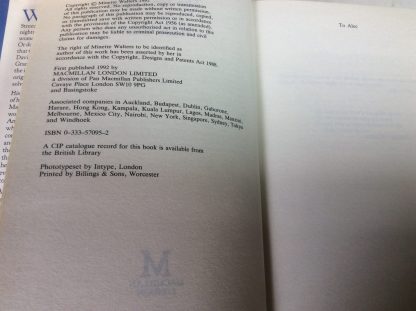 Copyright © Minette Walters 1992
All rights reserved. No reproduction, copy or transmission
of this publication may be made without written permission.
No paragraph of this publication may be reproduced, copied,
or transmitted save with written permission or in accordance
with the provisions of the Copyright Act 1956 (as amended).
Any person who does any unauthorised act in relation to
this publication may be liable to criminal prosecution and civil
claims for damages.
The right of Minette Walters to be identified as
author of this work has been asserted by her in
accordance with the Copyright, Designs and Patents Act 1988.
First published 1992 by
MACMILLAN LONDON LIMITED
a division of Pan Macmillan Publishers Limited
Cavaye Place London SW10 9PG
and Basingstoke
Associated companies in Auckland, Budapest, Dublin, Gaborone,
Harare, Hong Kong, Kampala, Kuala Lumpur, Lagos, Madras, Manzini,
Melbourne, Mexico City, Nairobi, New York, Singapore, Sydney, Tokyo
and Windhoek
ISBN 0-333-57095-2
A CIP catalogue record for this book is available from
the British Library
Phototypeset by Intype, London
Printed by Billings & Sons, Worcester
To Alec